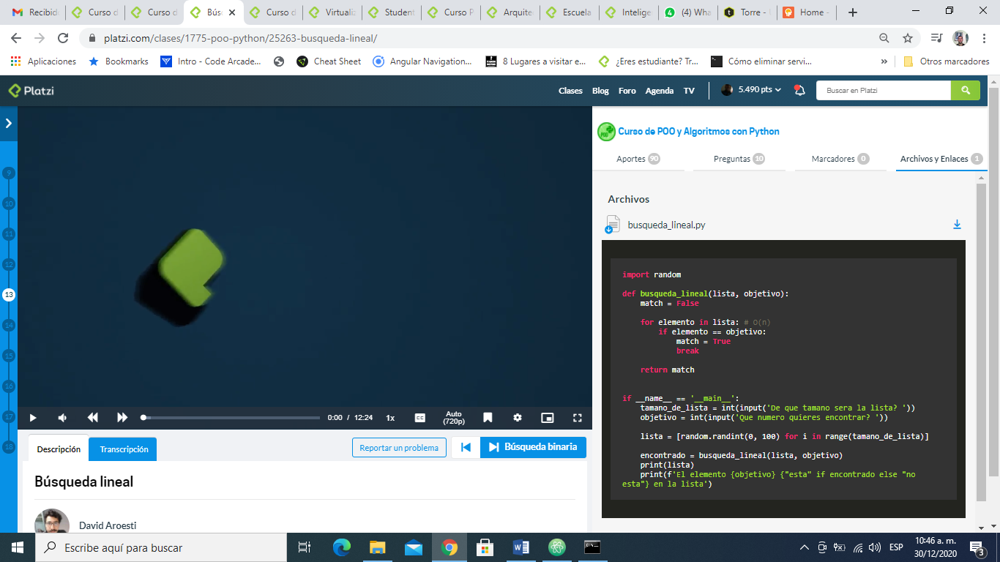 Recibid
Curso d
Curso d
Bús
Curso d
Virtualiz
Student
Curso P
Arquite
Escuela
Intelige
(4) Wha
Torre -
Home -
platzi.com/clases/1775-poo-python/25263-busqueda-lineal/
Aplicaciones
Bookmarks
Intro - Code Arcade...
Cheat Sheet
Angular Navigation...
8 Lugares a visitar e...
¿Eres estudiante? Tr...
Cómo eliminar servi...
»
Otros marcadores
Platzi
Clases
Blog
Foro
Agenda
TV
5.490 pts
Buscar en Platzi
9
10
11
12
13
14
15
16
17
18
0:00 / 12:24
1x
CC
Auto
(720p)
Descripción
Transcripción
Reportar un problema
Búsqueda binaria
Búsqueda lineal
David Aroesti
POO
Curso de POO y Algoritmos con Python
Aportes 90
Preguntas 10
Marcadores 0
Archivos y Enlaces 1
Archivos
busqueda_lineal.py
import random
def busqueda_lineal(lista, objetivo):
    match = False
    for elemento in lista: # O(n)
        if elemento == objetivo:
            match = True
            break
    return match
if __name__ == '__main__':
    tamano_de_lista = int(input('De que tamano sera la lista? '))
    objetivo = int(input('Que numero quieres encontrar? '))
    lista = [random.randint(0, 100) for i in range(tamano_de_lista)]
    encontrado = busqueda_lineal(lista, objetivo)
    print(lista)
    print(f'El elemento {objetivo} {"esta" if encontrado else "no
esta"} en la lista')
Escribe aquí para buscar
ESP
10:46 a. m.
30/12/2020
3